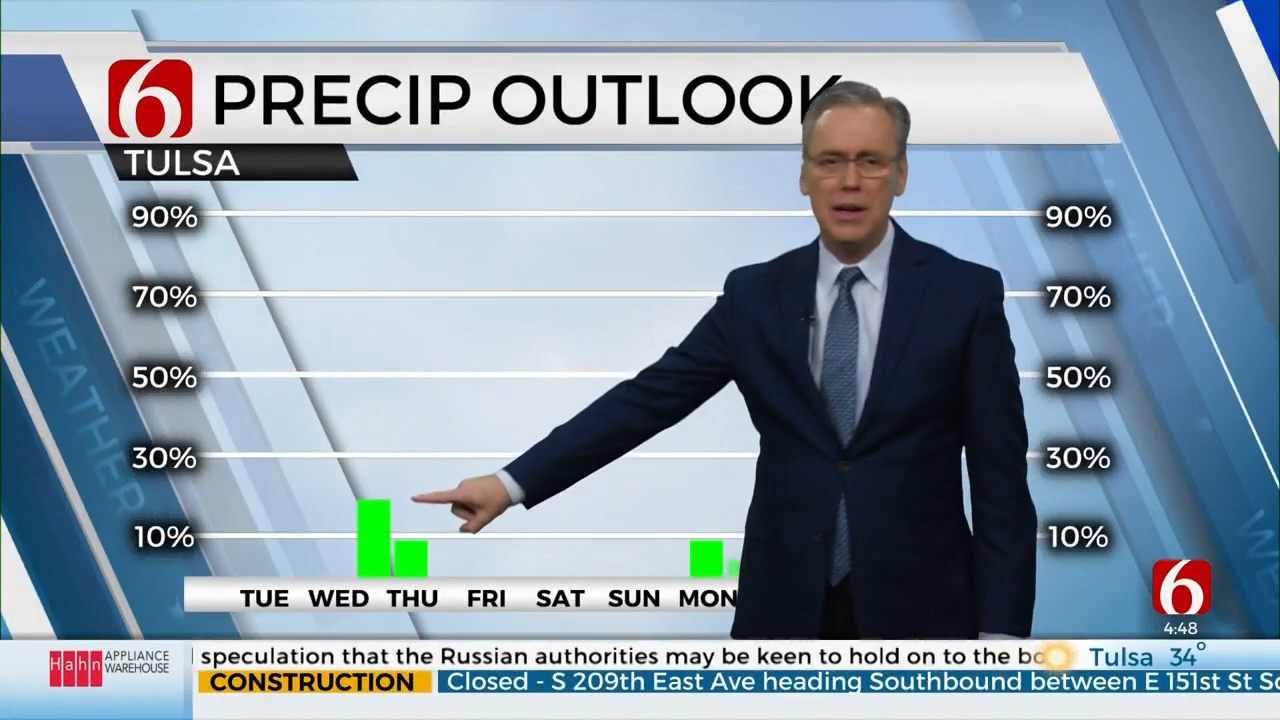 6 PRECIP OUTLOOK
TULSA
90% 90%
70% 70%
50% 50%
30% 30%
10% 10%
TUE WED THU FRI SAT SUN MON
WEATHER
6
4:48
Hahn APPLIANCE WAREHOUSE
speculation that the Russian authorities may be keen to hold on to the
Tulsa 34°
CONSTRUCTION Closed - S 209th East Ave heading Southbound between E 151st St